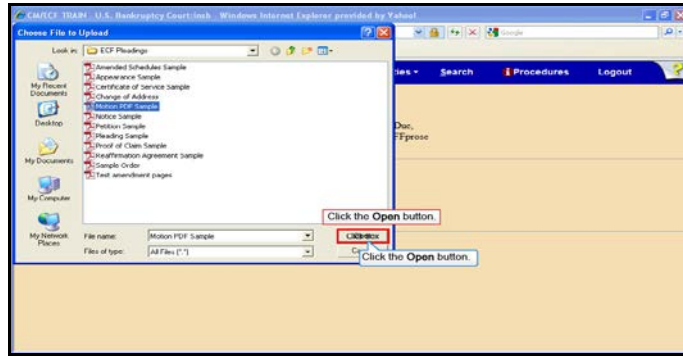 CM/ECF TRAIN - U.S. Bankruptcy Court:insb - Windows Internet Explorer provided by Yahoo!
Choose File to Upload
Look in:
ECF Pleadings
Google
My Recent Documents
Desktop
My Documents
My Computer
My Network Places
Amended Schedules Sample
Appearance Sample
Certificate of Service Sample
Change of Address
Motion PDF Sample
Notice Sample
Petition Sample
Pleading Sample
Proof of Claim Sample
Reaffirmation Agreement Sample
Sample Order
Test amendment pages
ties
Search
Procedures
Logout
?
Doc,
FFprose
Click the Open button.
File name:
Motion PDF Sample
Files of type:
All Files (*.*)
Click the Open button.